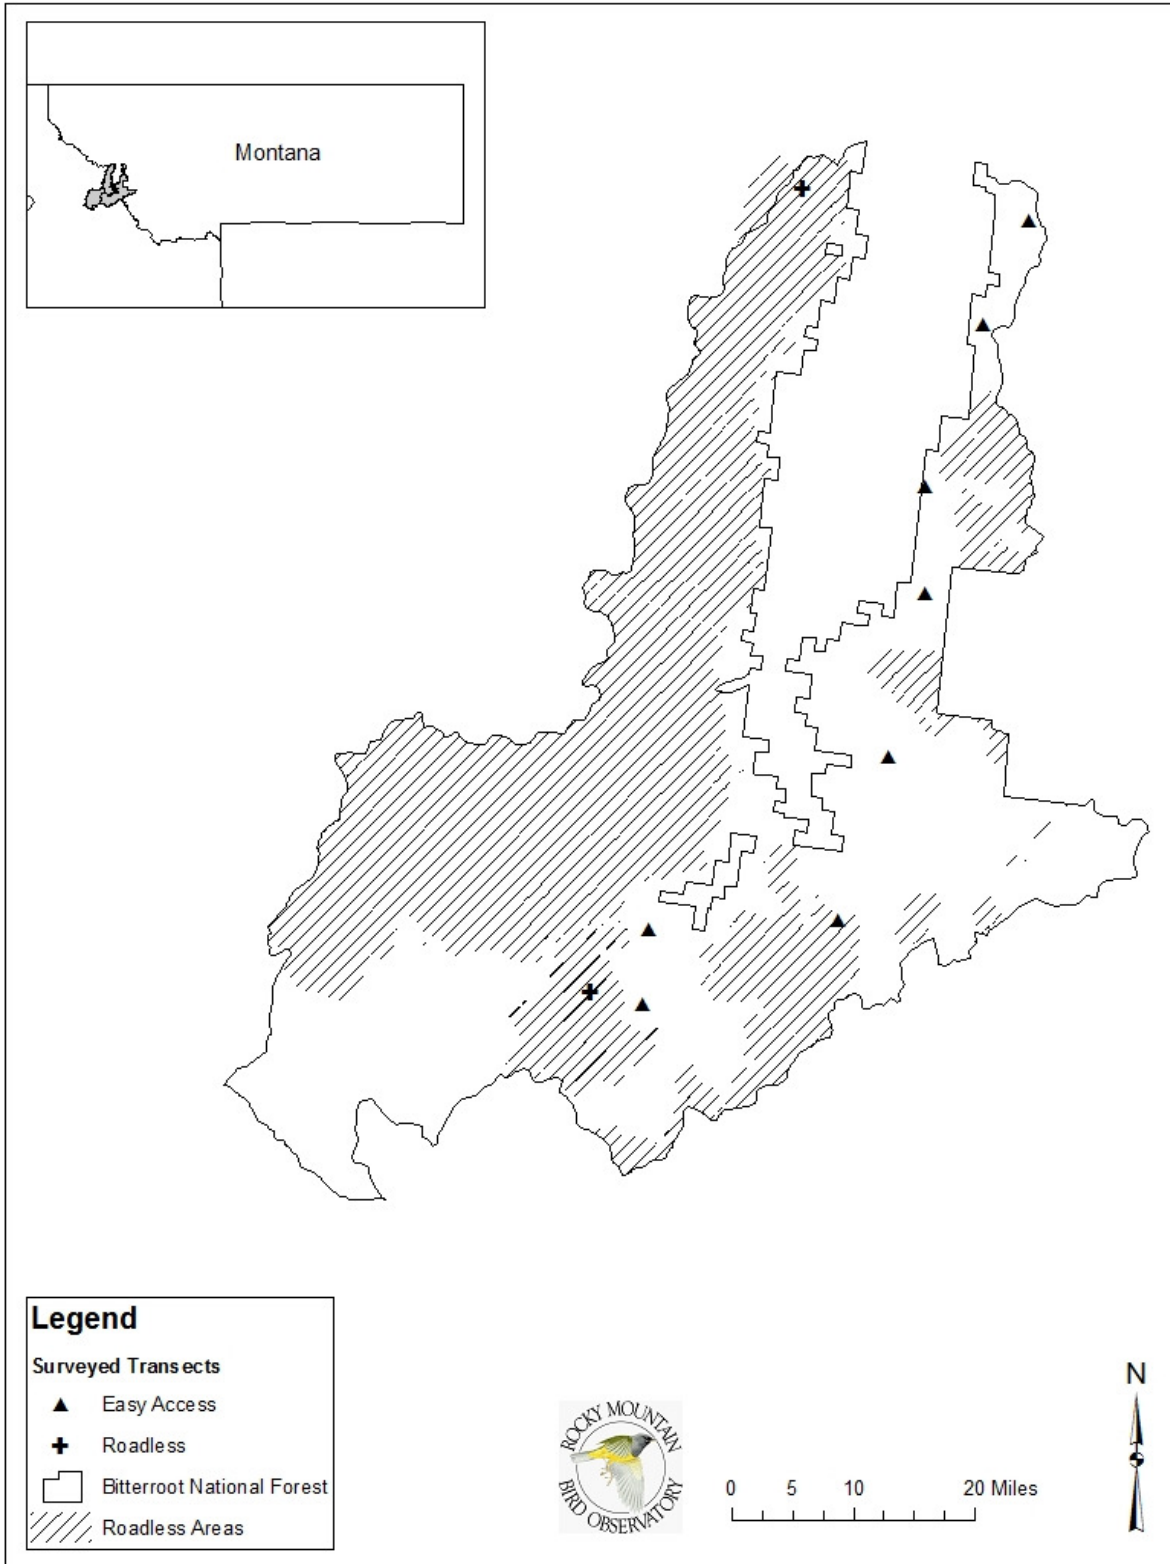 Montana
Legend
Surveyed Transects
Easy Access
Roadless
Bitterroot National Forest
Roadless Areas
ROCKY MOUNTAIN
BIRD OBSERVATORY
0 5 10 20 Miles
N